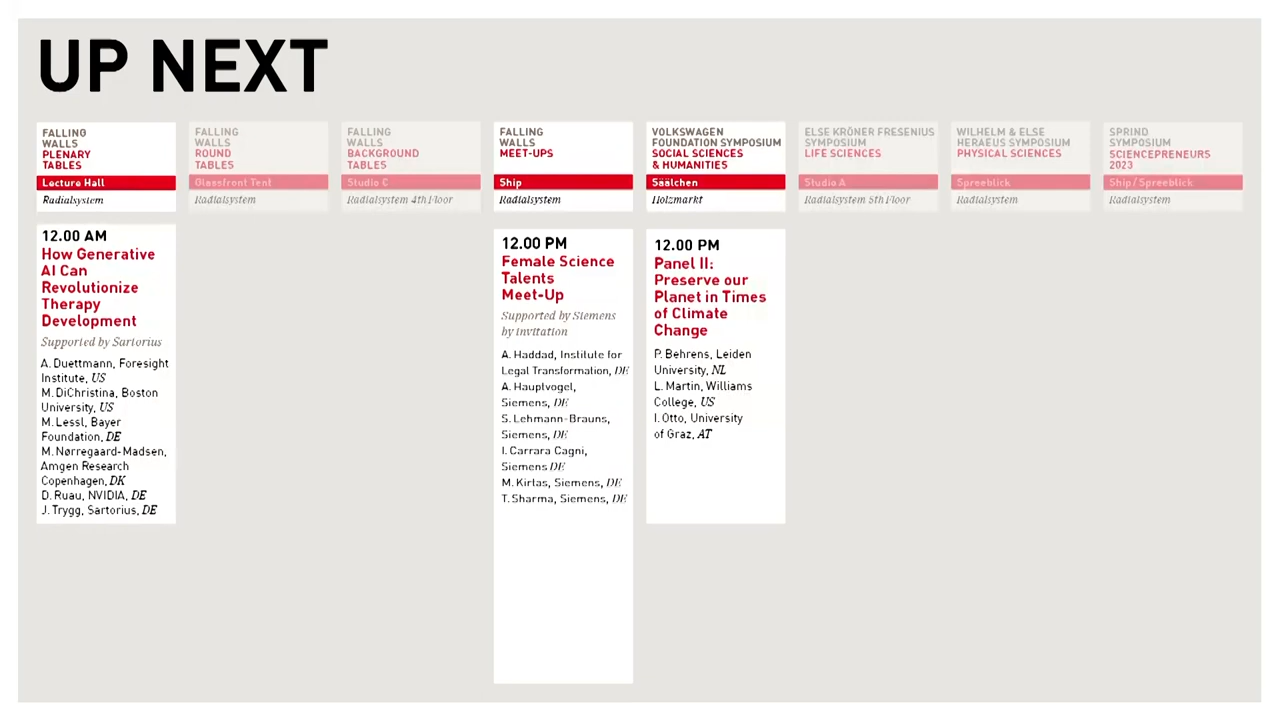 UP NEXT
FALLING
WALLS
PLENARY
TABLES
Lecture Hall
Radialsystem
FALLING
WALLS
ROUND
TABLES
Glassfront Tent
Radialsystem
FALLING
WALLS
BACKGROUND
TABLES
Studio C
Radialsystem 4th Floor
FALLING
WALLS
MEET-UPS
Ship
Radialsystem
VOLKSWAGEN
FOUNDATION SYMPOSIUM
SOCIAL SCIENCES
& HUMANITIES
Säälchen
Holzmarkt
ELSE KRÖNER FRESENIUS
SYMPOSIUM
LIFE SCIENCES
Studio A
Radialsystem 5th Floor
WILHELM & ELSE
HERAEUS SYMPOSIUM
PHYSICAL SCIENCES
Spreeblick
Radialsystem
SPRIND
SYMPOSIUM
SCIENCEPRENEURS
2023
Ship / Spreeblick
Radialsystem
12.00 AM
How Generative
AI Can
Revolutionize
Therapy
Development
Supported by Sartorius
A. Duettmann, Foresight
Institute, US
M. DiChristina, Boston
University, US
M. Lessl, Bayer
Foundation, DE
M. Nørregaard-Madsen,
Amgen Research
Copenhagen, DK
D. Ruau, NVIDIA, DE
J. Trygg, Sartorius, DE
12.00 PM
Female Science
Talents
Meet-Up
Supported by Siemens
by invitation
A. Haddad, Institute for
Legal Transformation, DE
A. Hauptvogel,
Siemens, DE
S. Lehmann-Brauns,
Siemens, DE
I. Carrara Cagni,
Siemens DE
M. Kirtas, Siemens, DE
T. Sharma, Siemens, DE
12.00 PM
Panel II:
Preserve our
Planet in Times
of Climate
Change
P. Behrens, Leiden
University, NL
L. Martin, Williams
College, US
I. Otto, University
of Graz, AT